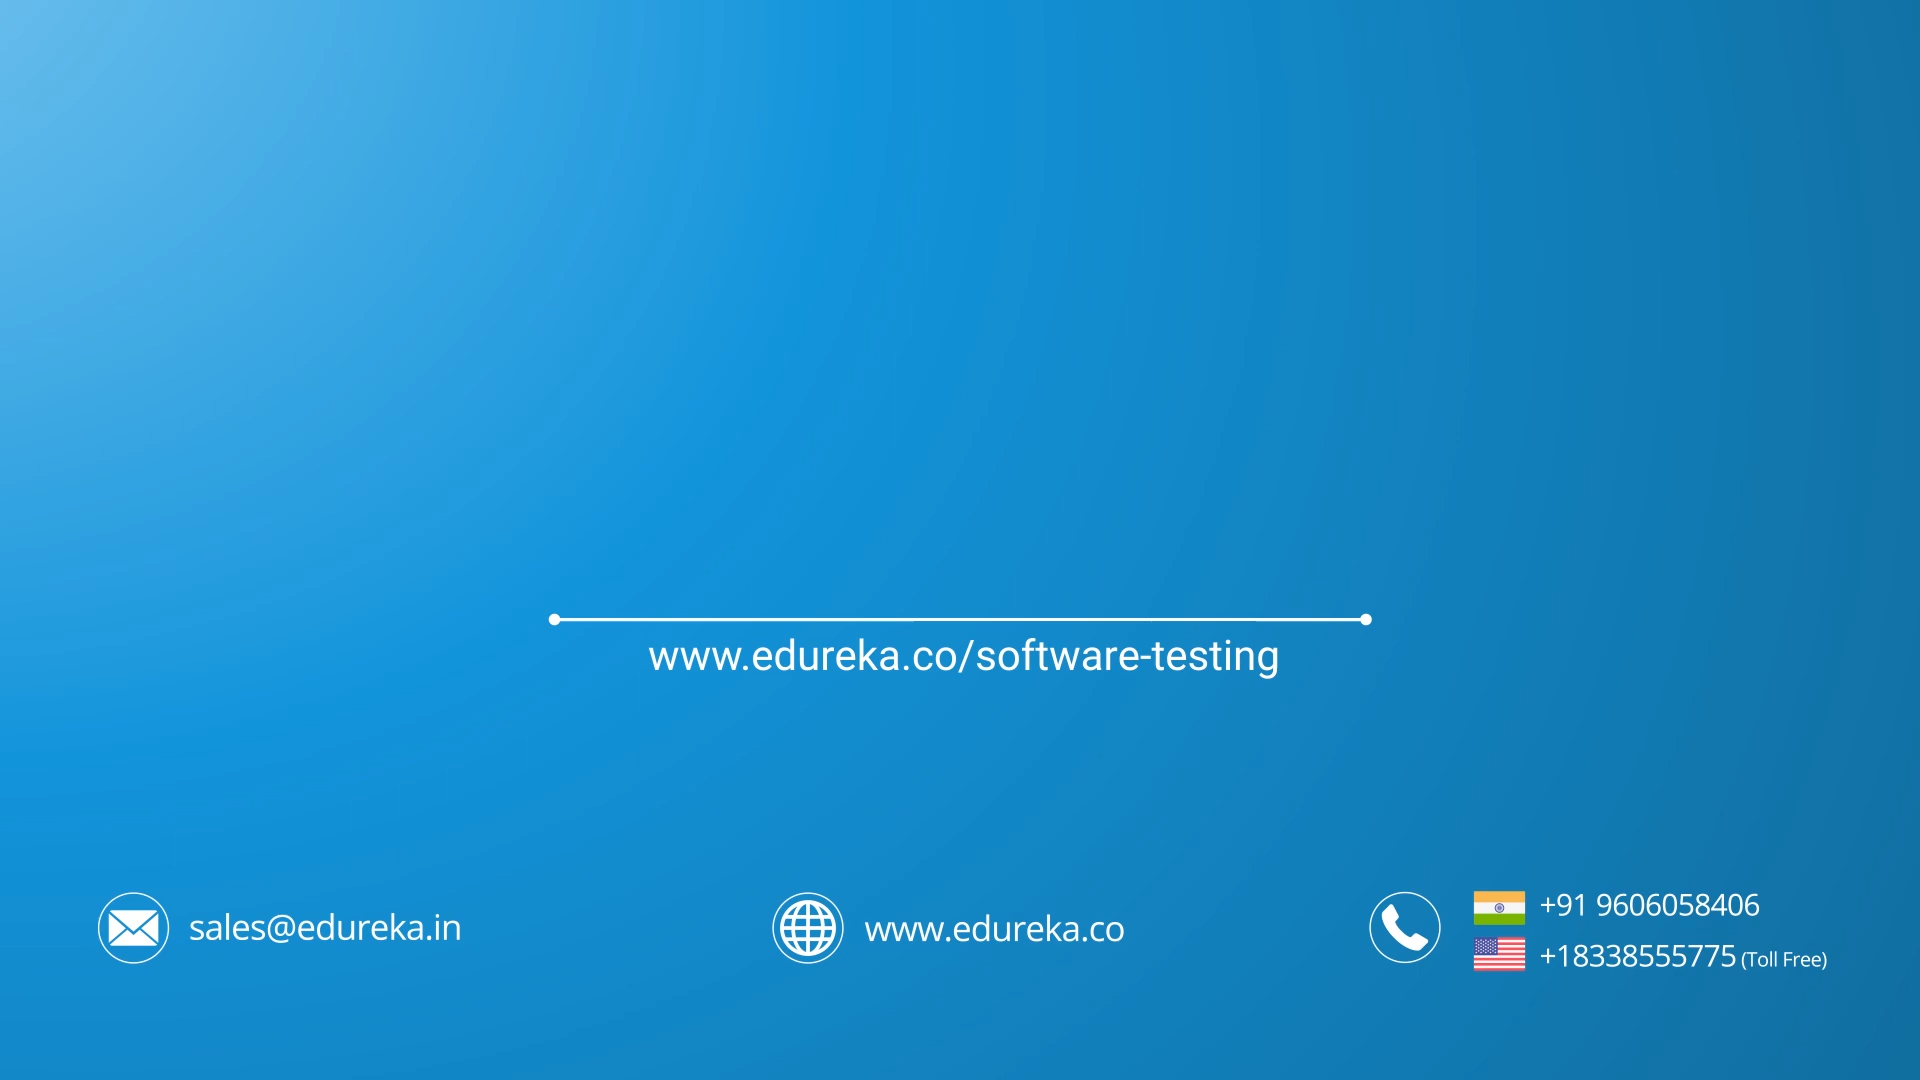 www.edureka.co/software-testing
sales@edureka.in
www.edureka.co
+91 9606058406
+18338555775 (Toll Free)